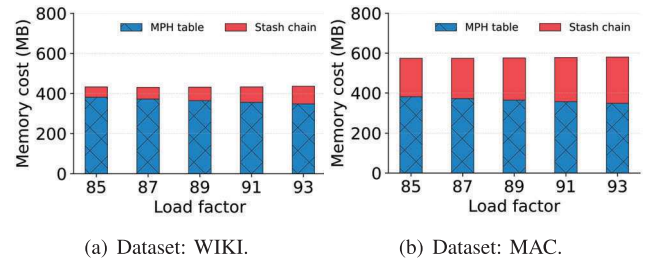 MPH table Stash chain
Memory cost (MB)
800
600
400
200
0
85 87 89 91 93
Load factor
(a) Dataset: WIKI.
MPH table Stash chain
Memory cost (MB)
800
600
400
200
0
85 87 89 91 93
Load factor
(b) Dataset: MAC.